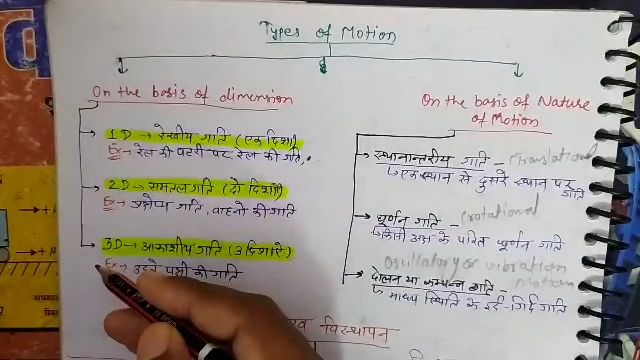 Types of Motion
On the basis of dimension
1D → रेखीय गति (एक दिशा)
Ex → रेल की पटरी पर रेल की गति,
2D → समतल गति (दो दिशा)
Ex → प्रक्षेप्य गति, वाहनों की गति
3D → आकाशीय गति (3 दिशाऐं)
Ex → उड़ते पक्षी की गति
On the basis of Nature
of Motion
स्थानान्तरीय गति - Translational
एक स्थान से दूसरे स्थान पर गति
घूर्णन गति - (rotational
किसी अक्ष के परित घूर्णन गति
Oscillatory or vibration
motion
दोलन या कम्पन्न गति -
माध्य स्थिति के इर्द-गिर्द गति
विस्थापन